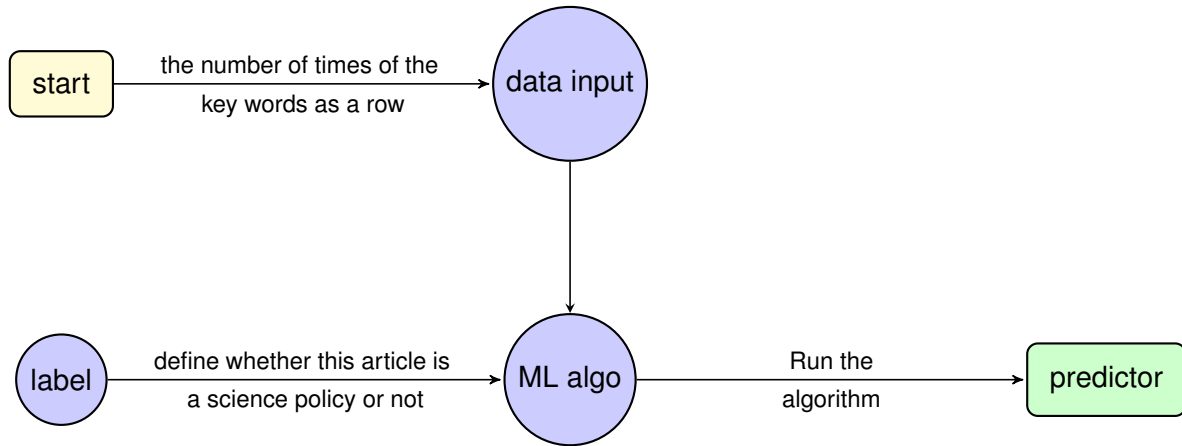 start
the number of times of the
key words as a row
data input
label
define whether this article is
a science policy or not
ML algo
Run the
algorithm
predictor